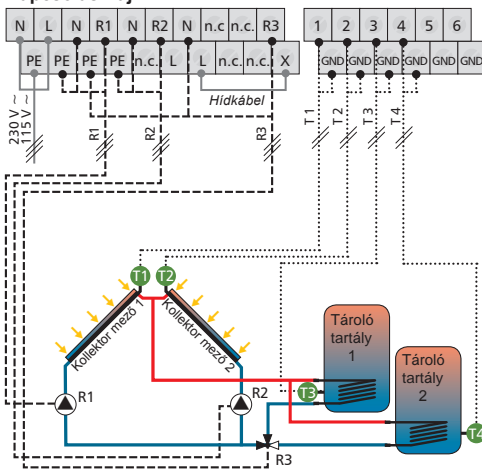 N L N R1 N R2 N n.c. n.c. R3
1 2 3 4 5 6
PE PE PE PE n.c. L L n.c. X
GND GND GND GND GND GND
Hídkábel
230 V ~
115 V ~
R1
R2
R3
T 1
T 2
T 3
T 4
T1 T2
Kollektor mező 1
Kollektor mező 2
Tároló
tartály
1
Tároló
tartály
2
T3
T4
R1
R2
R3